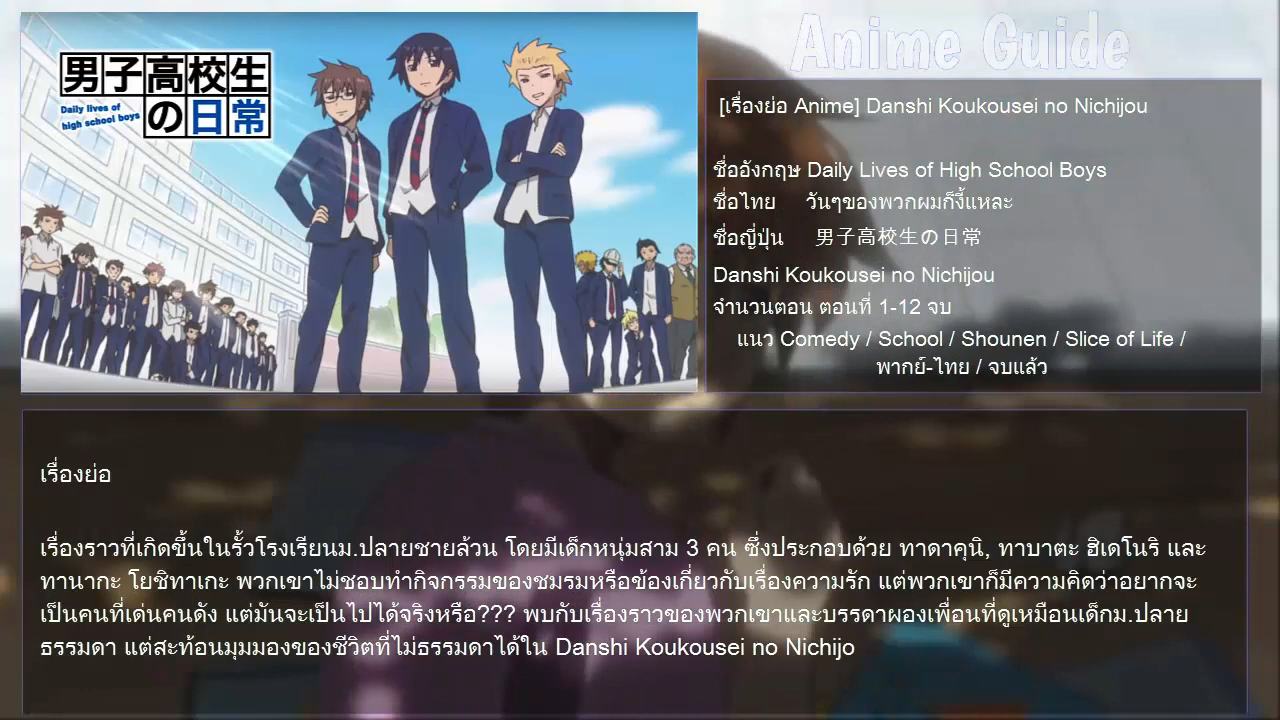 男子高校生
Daily lives of
high school boys
の日常
Anime Guide
[เรื่องย่อ Anime] Danshi Koukousei no Nichijou
ชื่ออังกฤษ Daily Lives of High School Boys
ชื่อไทย วันๆของพวกผมก็งี้แหละ
ชื่อญี่ปุ่น 男子高校生の日常
Danshi Koukousei no Nichijou
จำนวนตอน ตอนที่ 1-12 จบ
แนว Comedy / School / Shounen / Slice of Life /
พากย์-ไทย / จบแล้ว
เรื่องย่อ
เรื่องราวที่เกิดขึ้นในรั้วโรงเรียนม.ปลายชายล้วน โดยมีเด็กหนุ่มสาม 3 คน ซึ่งประกอบด้วย ทาดาคุนิ, ทาบาตะ ฮิเดโนริ และ
ทานากะ โยชิทาเกะ พวกเขาไม่ชอบทำกิจกรรมของชมรมหรือข้องเกี่ยวกับเรื่องความรัก แต่พวกเขาก็มีความคิดว่าอยากจะ
เป็นคนที่เด่นคนดัง แต่มันจะเป็นไปได้จริงหรือ??? พบกับเรื่องราวของพวกเขาและบรรดาผองเพื่อนที่ดูเหมือนเด็กม.ปลาย
ธรรมดา แต่สะท้อนมุมมองของชีวิตที่ไม่ธรรมดาได้ใน Danshi Koukousei no Nichijo